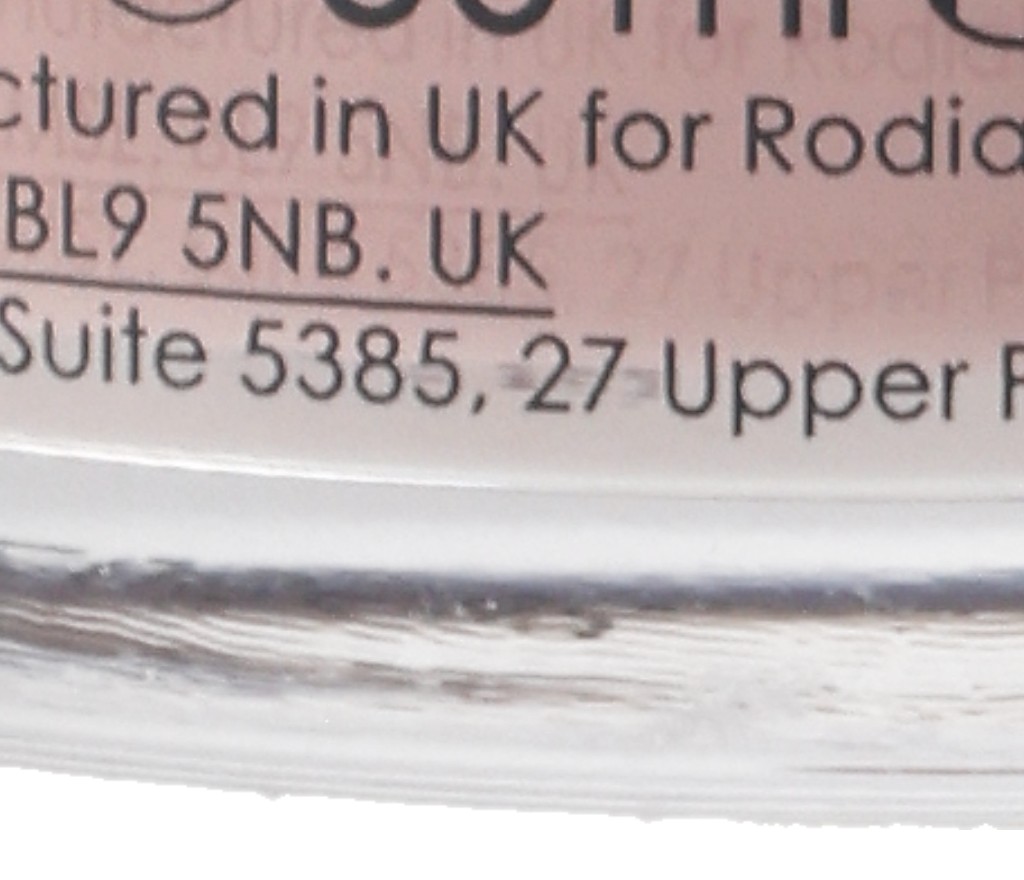 ctured in UK for Rodia
BL9 5NB. UK
Suite 5385, 27 Upper